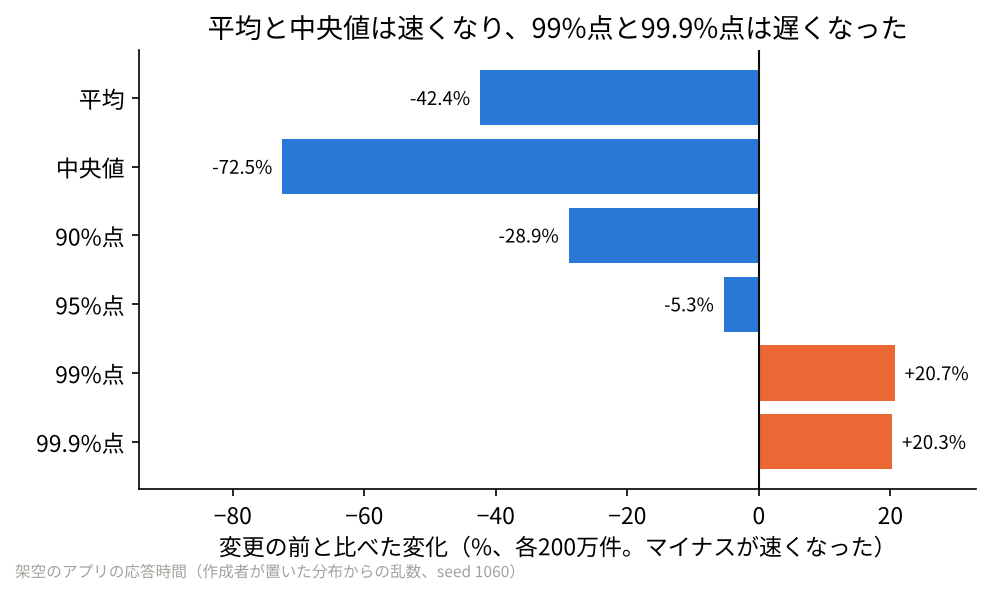 平均と中央値は速くなり、99%点と99.9%点は遅くなった
平均
-42.4%
中央値
-72.5%
90%点
-28.9%
95%点
-5.3%
99%点
+20.7%
99.9%点
+20.3%
−80 −60 −40 −20 0 20
変更の前と比べた変化（%、各200万件。マイナスが速くなった）
架空のアプリの応答時間（作成者が置いた分布からの乱数、seed 1060）